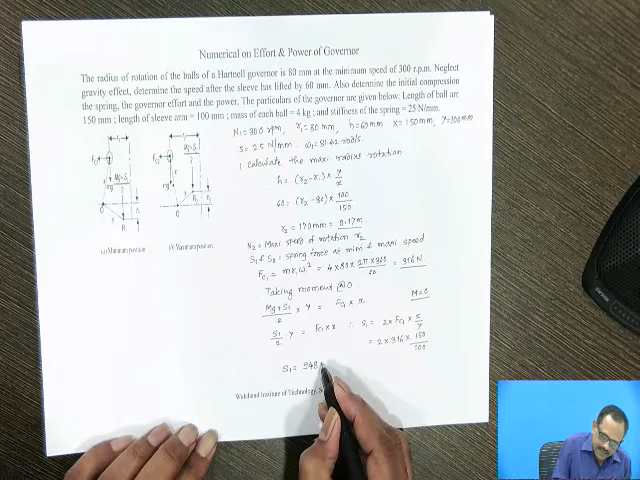 Numerical on Effort & Power of Governor
The radius of rotation of the balls of a Hartnell governor is 80 mm at the minimum speed of 300 r.p.m. Neglect
gravity effect, determine the speed after the sleeve has lifted by 60 mm. Also determine the initial compression
the spring, the governor effort and the power. The particulars of the governor are given below: Length of ball arm
150 mm ; length of sleeve arm = 100 mm ; mass of each ball = 4 kg ; and stiffness of the spring = 25 N/mm.
N1 = 300 rpm, r1 = 80 mm, h = 60 mm x = 150 mm, y = 100 mm
S = 25 N/mm. ω1 = 31.42 rad/s.
1 Calculate the maxi radius rotation
h = (r2 - r1) × y/x
60 = (r2 - 80) × 100/150
r2 = 170 mm = 0.17 m
N2 = Maxi speed of rotation r2
S1 & S2 = spring force at mini & maxi speed
FC1 = m r1 ω1² = 4 × 80 × 2π × 300/60 = 316 N
Taking moment @ O
Mg + S1/2 × y = FC1 × x M = 0
S1/2 y = FC1 × x ∴ S1 = 2 × FC1 × x/y
= 2 × 316 × 150/100
S1 = 948
(a) Minimum position
(b) Maximum position
Walchand Institute of Technology,